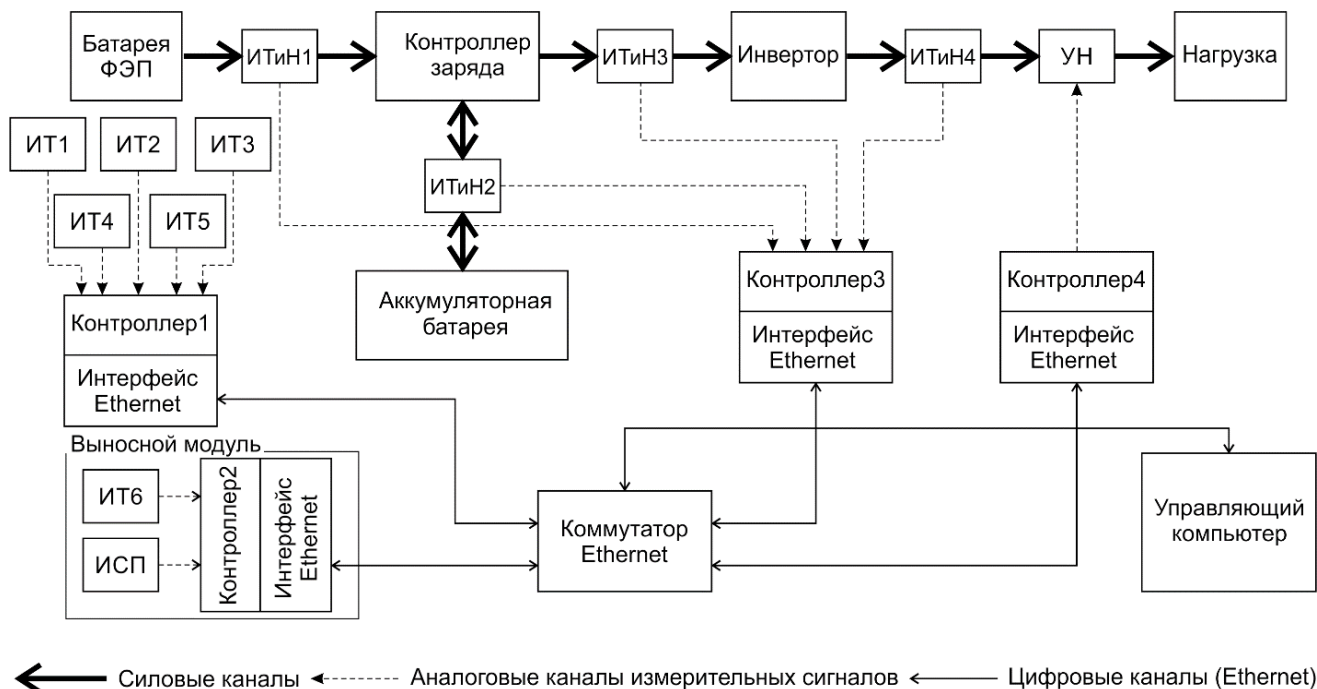 Батарея
ФЭП
ИТиН1
Контроллер
заряда
ИТиН3
Инвертор
ИТиН4
УН
Нагрузка
ИТ1
ИТ2
ИТ3
ИТиН2
ИТ4
ИТ5
Контроллер3
Интерфейс
Ethernet
Контроллер4
Интерфейс
Ethernet
Аккумуляторная
батарея
Контроллер1
Интерфейс
Ethernet
Выносной модуль
ИТ6
ИСП
Контроллер2
Интерфейс
Ethernet
Коммутатор
Ethernet
Управляющий
компьютер
Силовые каналы
Аналоговые каналы измерительных сигналов
Цифровые каналы (Ethernet)